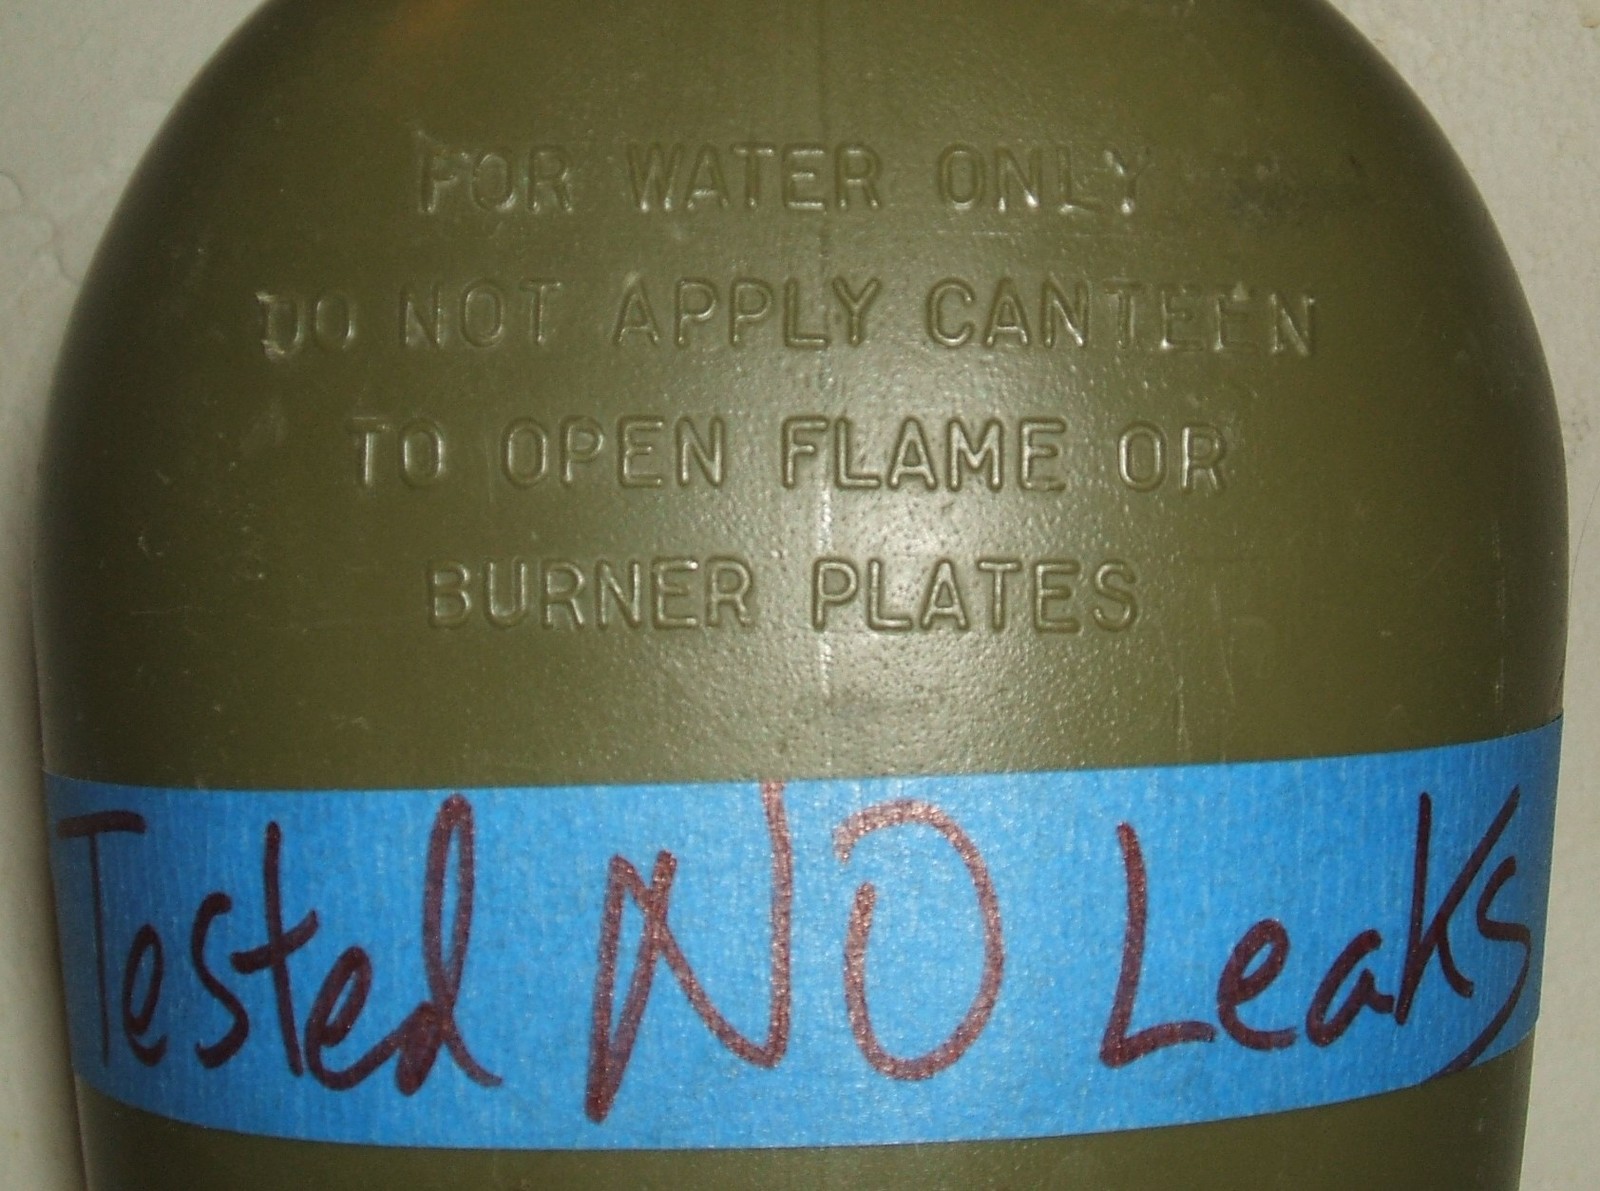 FOR WATER ONLY
DO NOT APPLY CANTEEN
TO OPEN FLAME OR
BURNER PLATES
Tested NO Leaks